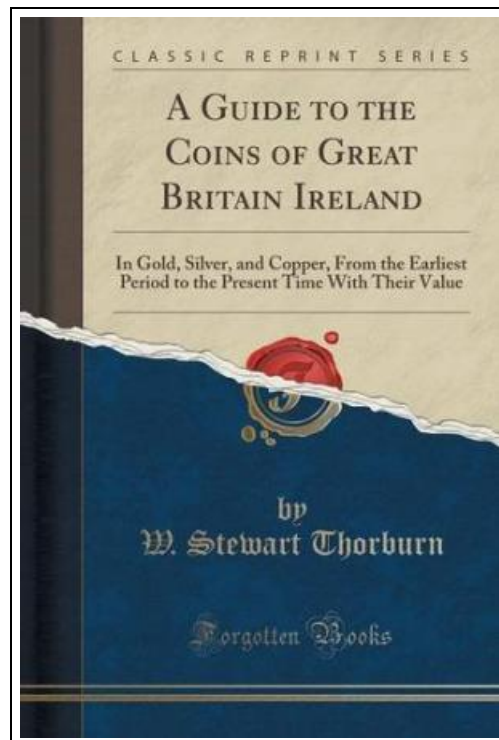 CLASSIC REPRINT SERIES
A GUIDE TO THE
COINS OF GREAT
BRITAIN IRELAND
In Gold, Silver, and Copper, From the Earliest
Period to the Present Time With Their Value
F
by
W. Stewart Thorburn
Forgotten Books